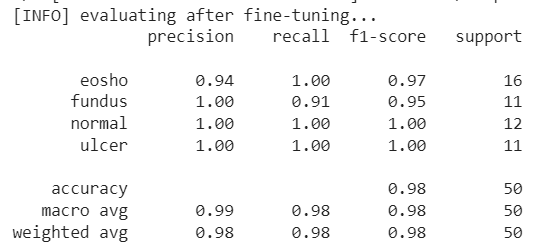 [INFO] evaluating after fine-tuning...
precision recall f1-score support
eosho 0.94 1.00 0.97 16
fundus 1.00 0.91 0.95 11
normal 1.00 1.00 1.00 12
ulcer 1.00 1.00 1.00 11
accuracy 0.98 50
macro avg 0.99 0.98 0.98 50
weighted avg 0.98 0.98 0.98 50